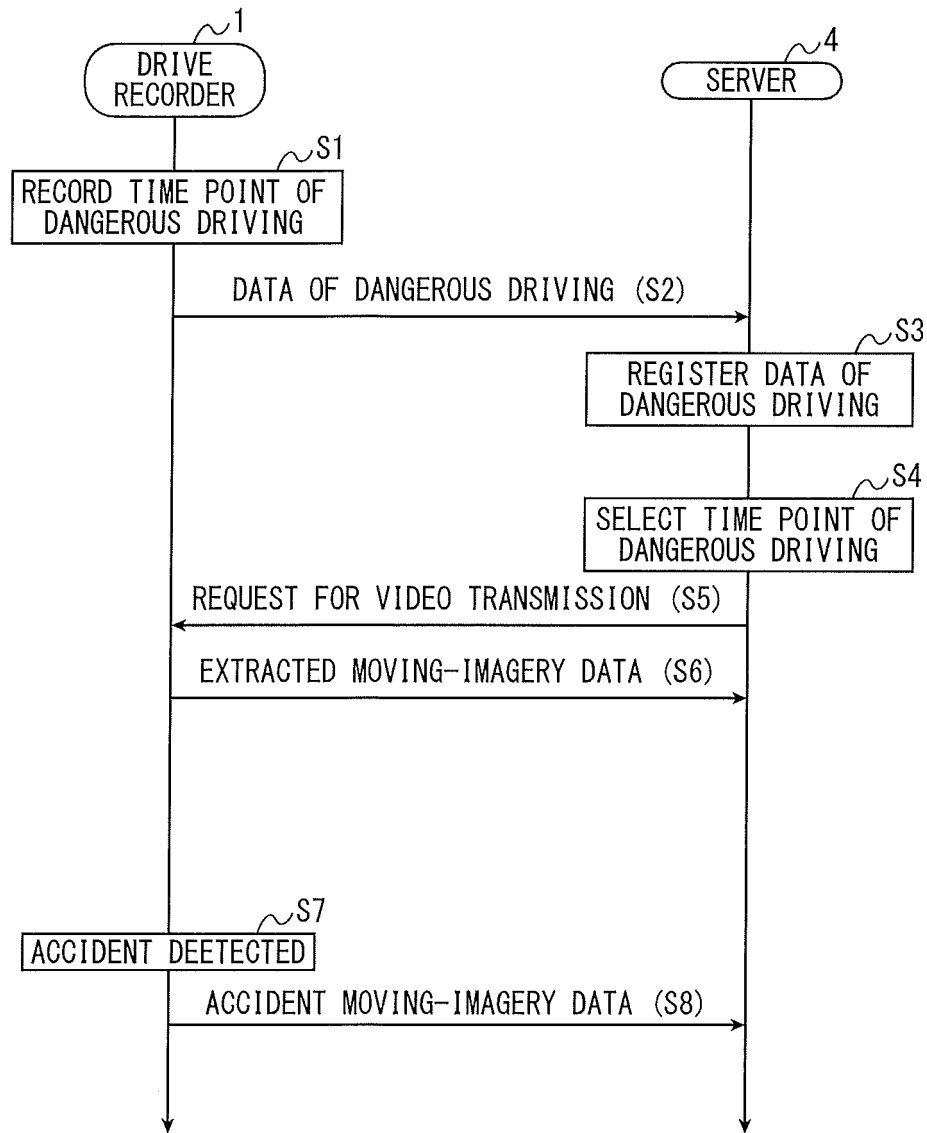 1
DRIVE
RECORDER
4
SERVER
S1
RECORD TIME POINT OF
DANGEROUS DRIVING
DATA OF DANGEROUS DRIVING (S2)
S3
REGISTER DATA OF
DANGEROUS DRIVING
S4
SELECT TIME POINT OF
DANGEROUS DRIVING
REQUEST FOR VIDEO TRANSMISSION (S5)
EXTRACTED MOVING-IMAGERY DATA (S6)
S7
ACCIDENT DEETECTED
ACCIDENT MOVING-IMAGERY DATA (S8)